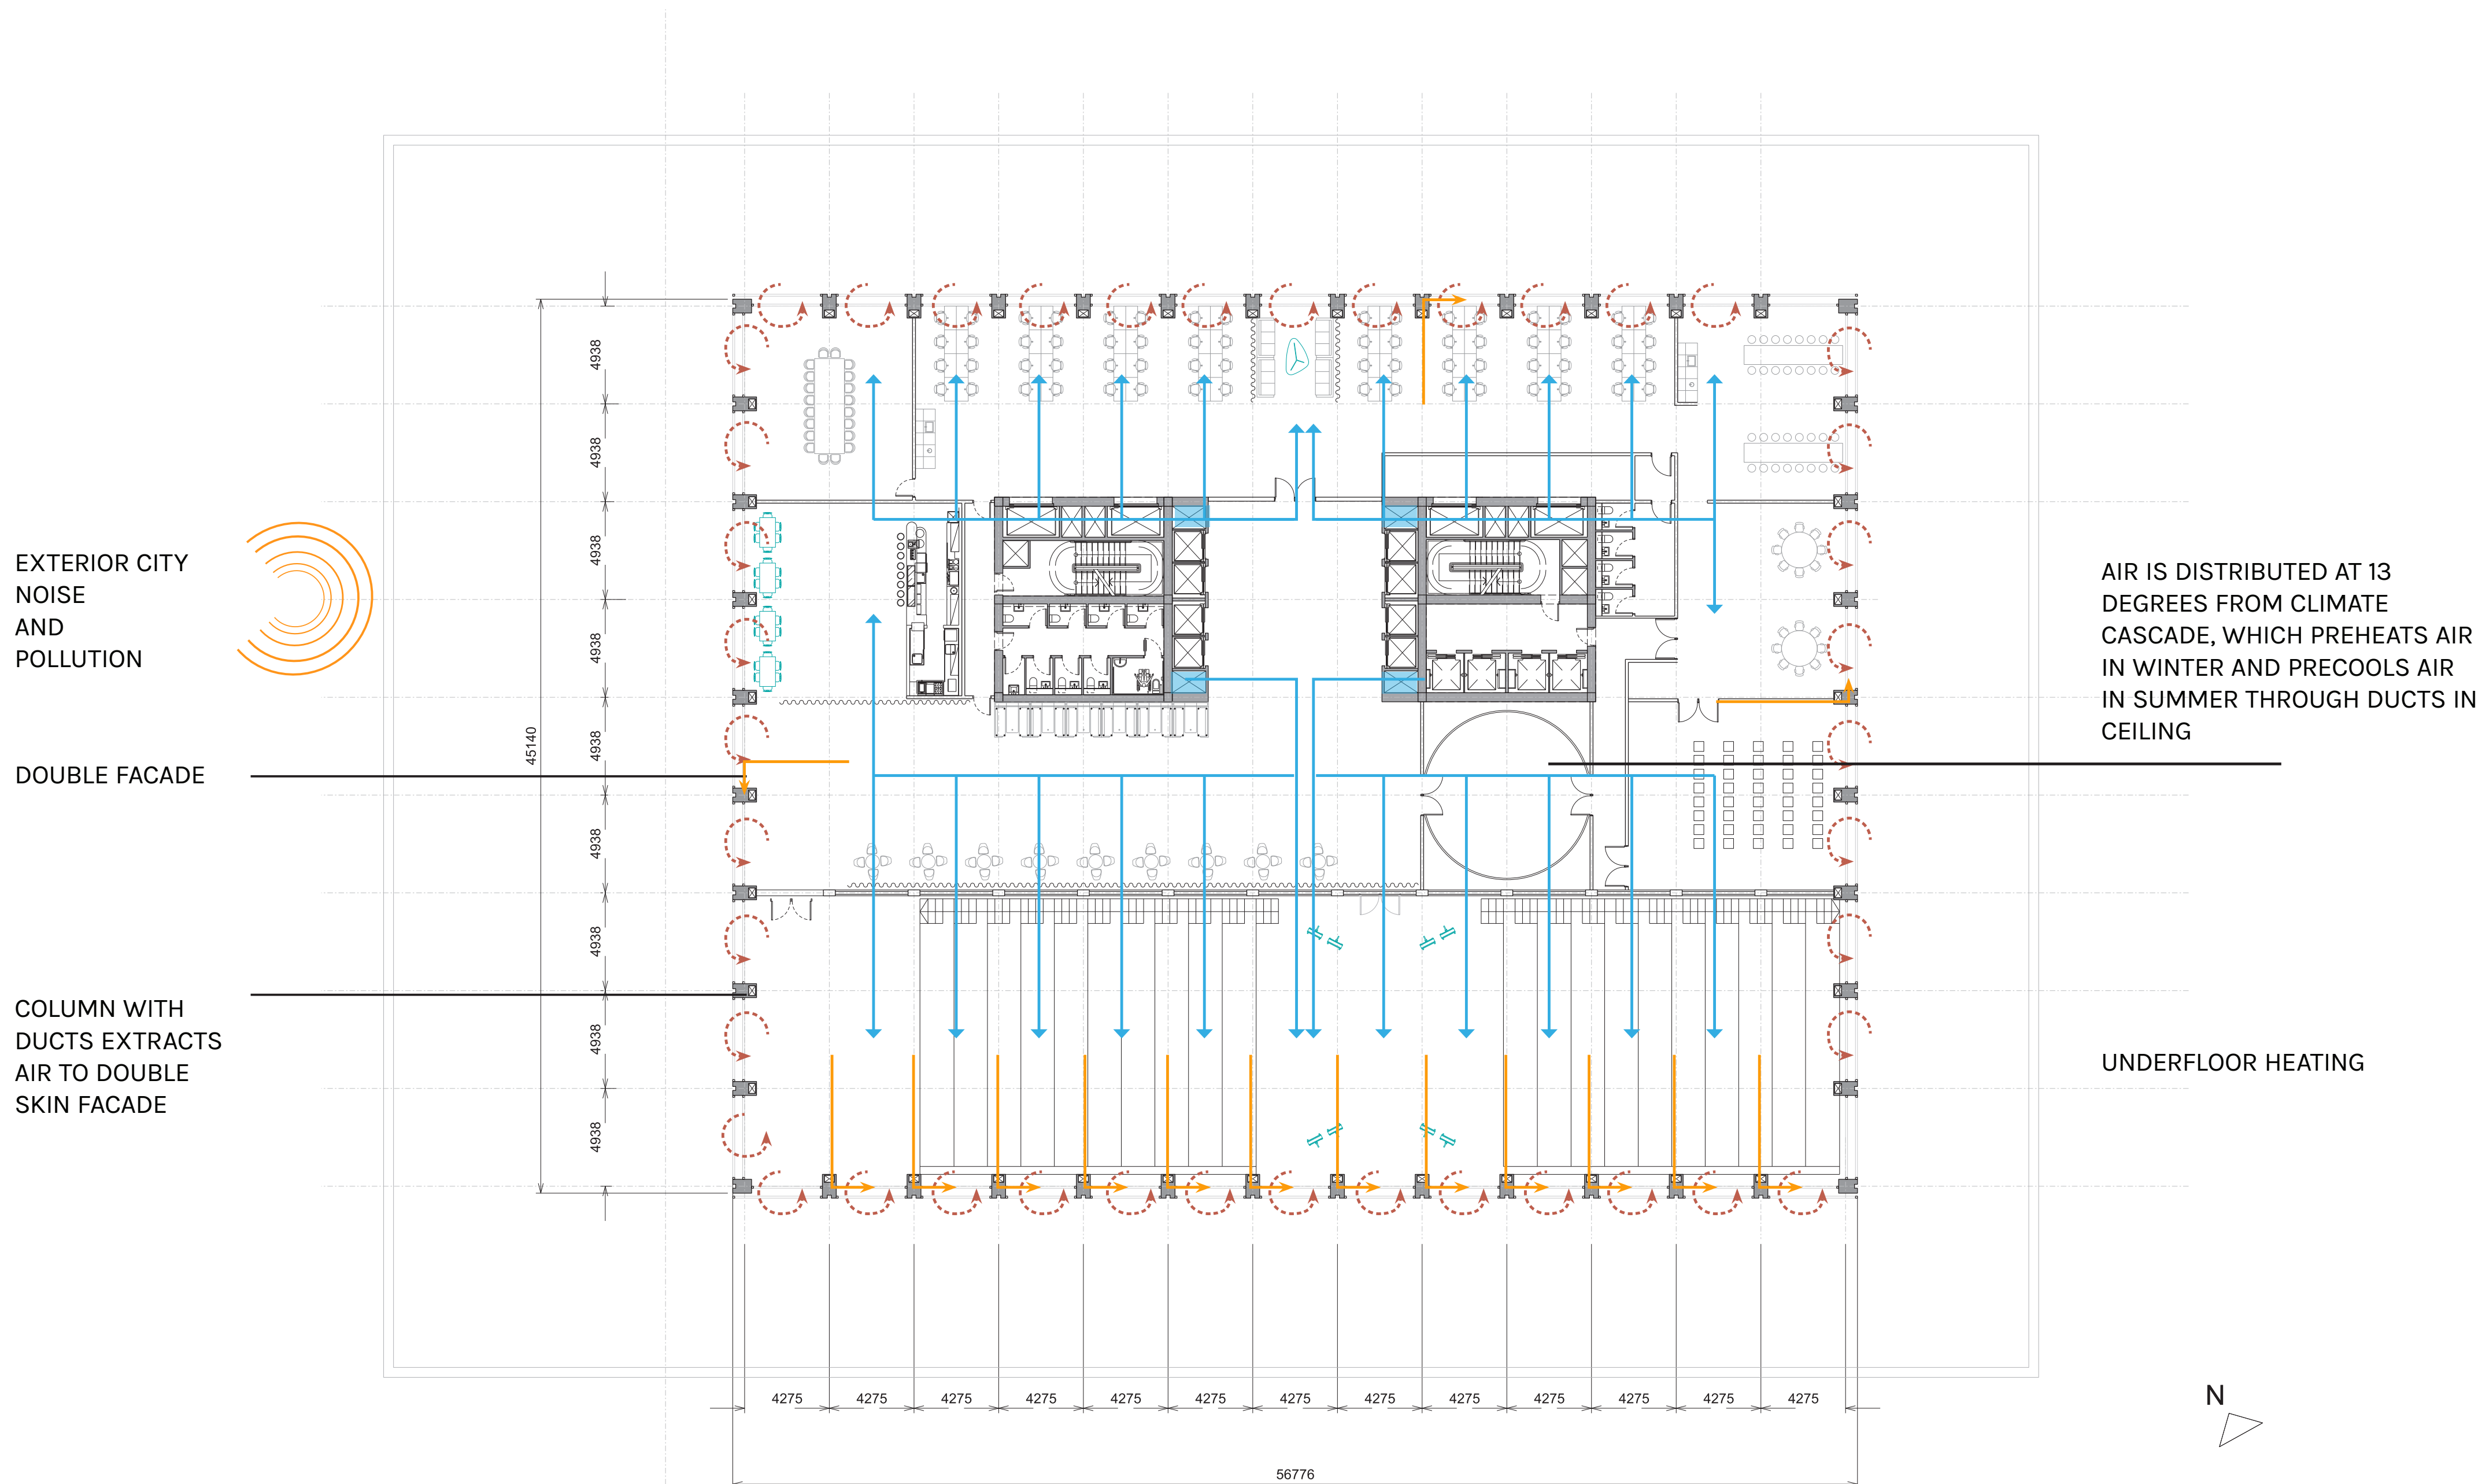 4938
4938
4938
4938
4938
4938
4938
4938
4938
45140
EXTERIOR CITY
NOISE
AND
POLLUTION
DOUBLE FACADE
COLUMN WITH
DUCTS EXTRACTS
AIR TO DOUBLE
SKIN FACADE
AIR IS DISTRIBUTED AT 13
DEGREES FROM CLIMATE
CASCADE, WHICH PREHEATS AIR
IN WINTER AND PRECOOLS AIR
IN SUMMER THROUGH DUCTS IN
CEILING
UNDERFLOOR HEATING
4275 4275 4275 4275 4275 4275 4275 4275 4275 4275 4275 4275 4275
56776
N